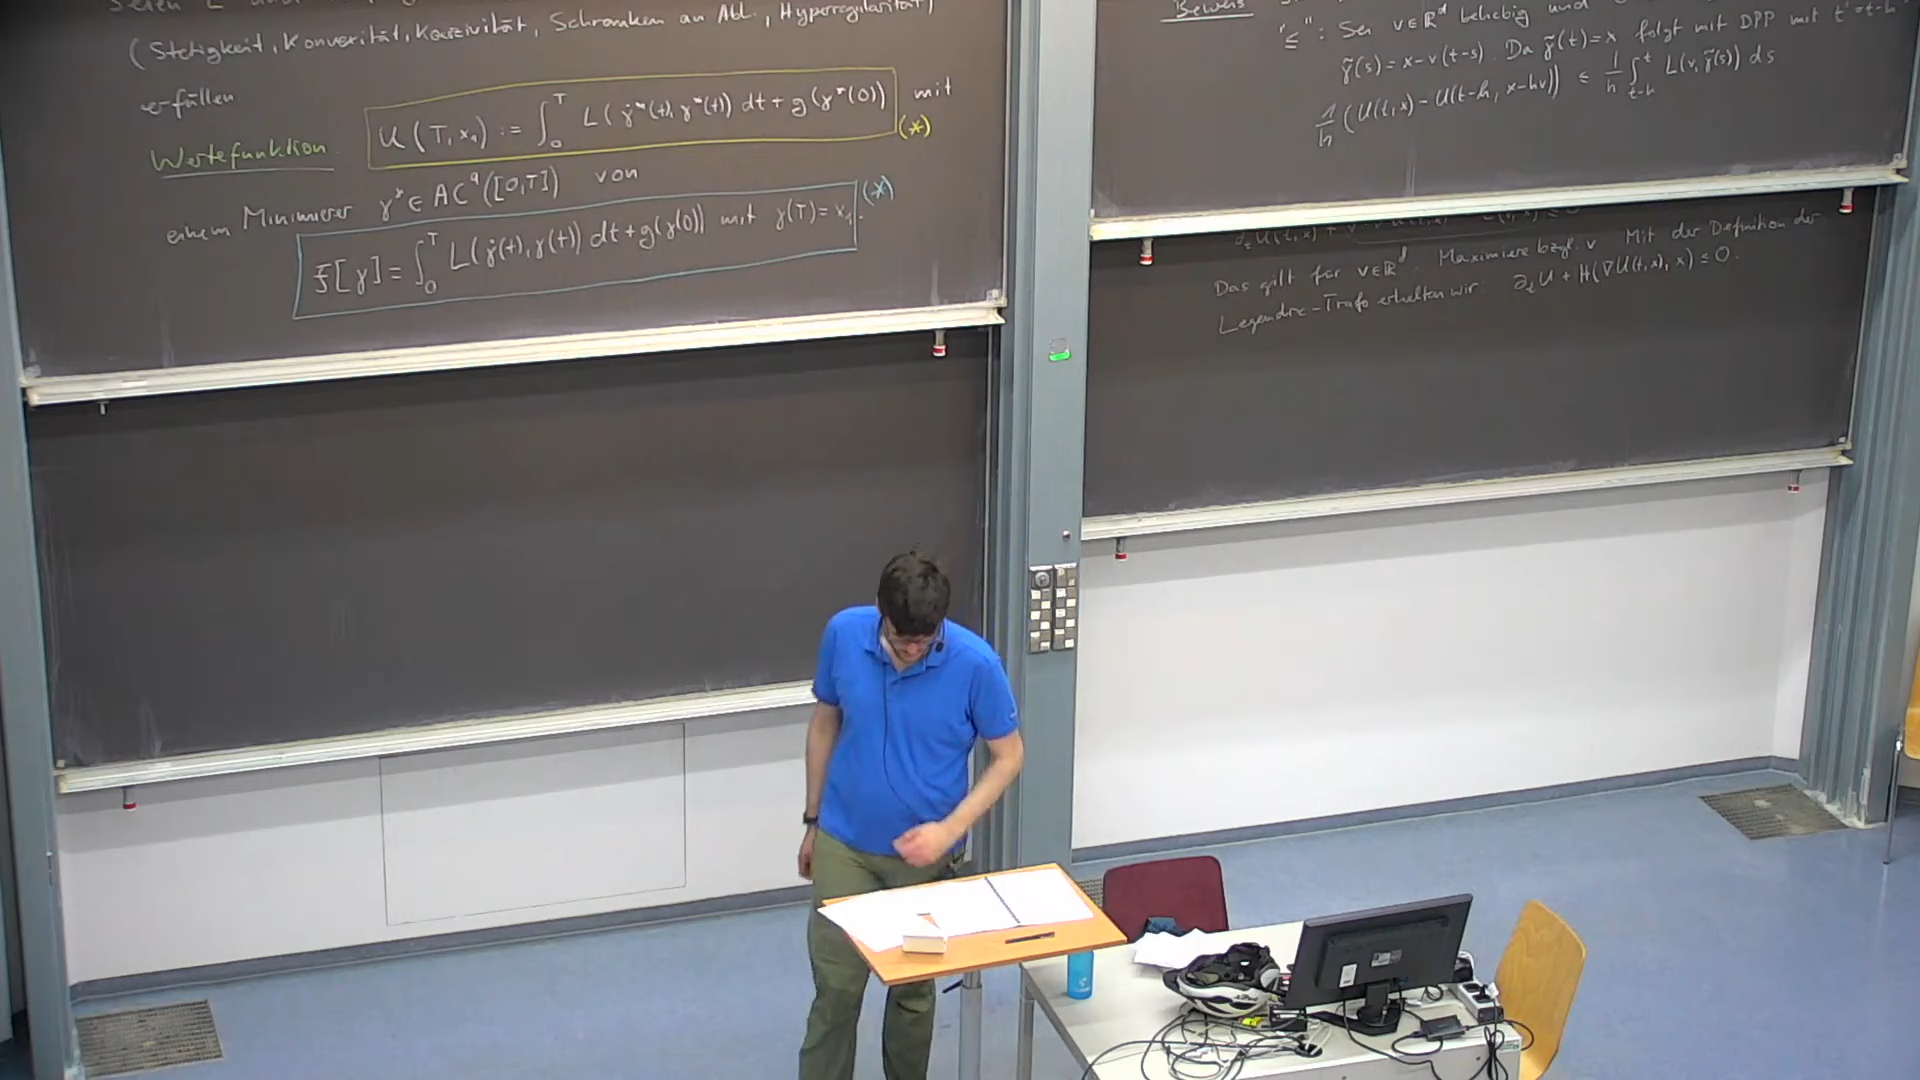 (Stetigkeit, Konvexität, Koerzivität, Schranken an Abl., Hyperregularität)
erfüllen
Wertefunktion U(T,x₁) := ∫₀ᵀ L(γ̇*(t), γ*(t)) dt + g(γ*(0)) mit
(*)
einem Minimierer γ* ∈ AC^q([0,T]) von
F[γ] = ∫₀ᵀ L(γ̇(t), γ(t)) dt + g(γ(0)) mit γ(T) = x₁.
(*)
Beweis
"≤": Sei v∈ℝᵈ beliebig und
γ̃(s) = x-v(t-s). Da γ̃(t)=x folgt mit DPP mit t'=t-h
1/h (U(t,x) - U(t-h, x-hv)) ≤ 1/h ∫_{t-h}^t L(v, γ̃(s)) ds
Das gilt für v∈ℝᵈ. Maximiere bzgl. v Mit der Definition der
Legendre-Trafo erhalten wir: ∂ₜU + H(∇U(t,x), x) ≤ 0.